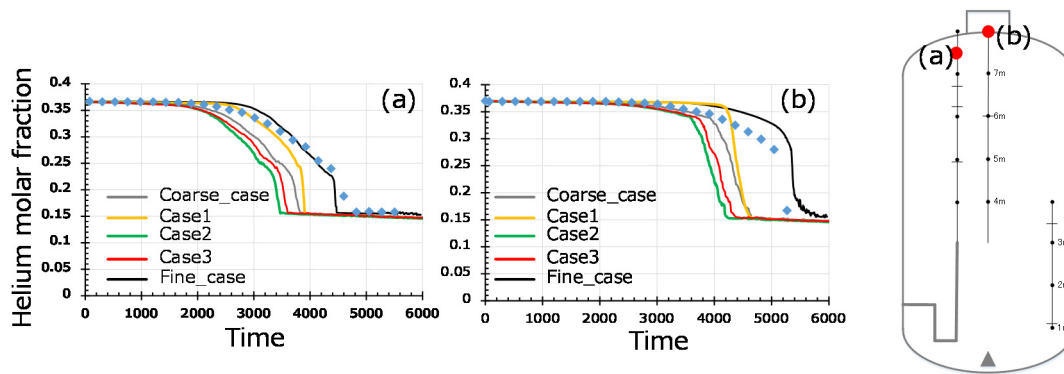 Helium molar fraction
0.4
0.35
0.3
0.25
0.2
0.15
0.1
0.05
0
(a)
Coarse_case
Case1
Case2
Case3
Fine_case
0 1000 2000 3000 4000 5000 6000
Time
0.4
0.35
0.3
0.25
0.2
0.15
0.1
0.05
0
(b)
Coarse_case
Case1
Case2
Case3
Fine_case
0 1000 2000 3000 4000 5000 6000
Time
(a) (b)
7m
6m
5m
4m
3m
2m
1m